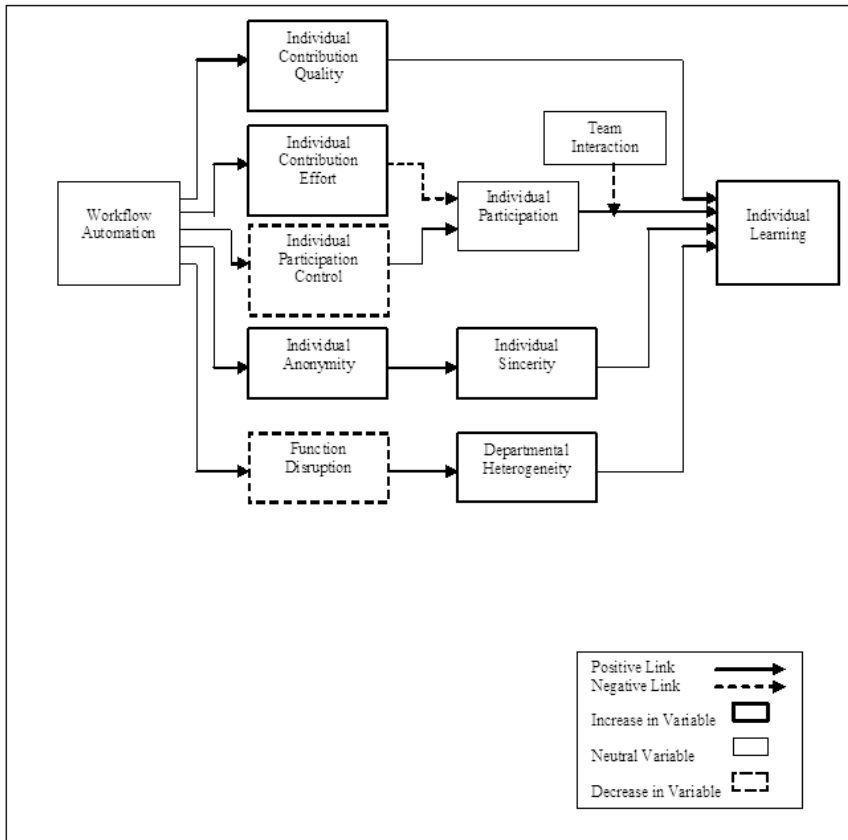 Individual
Contribution
Quality
Team
Interaction
Individual
Contribution
Effort
Workflow
Automation
Individual
Participation
Individual
Learning
Individual
Participation
Control
Individual
Anonymity
Individual
Sincerity
Function
Disruption
Departmental
Heterogeneity
Positive Link
Negative Link
Increase in Variable
Neutral Variable
Decrease in Variable